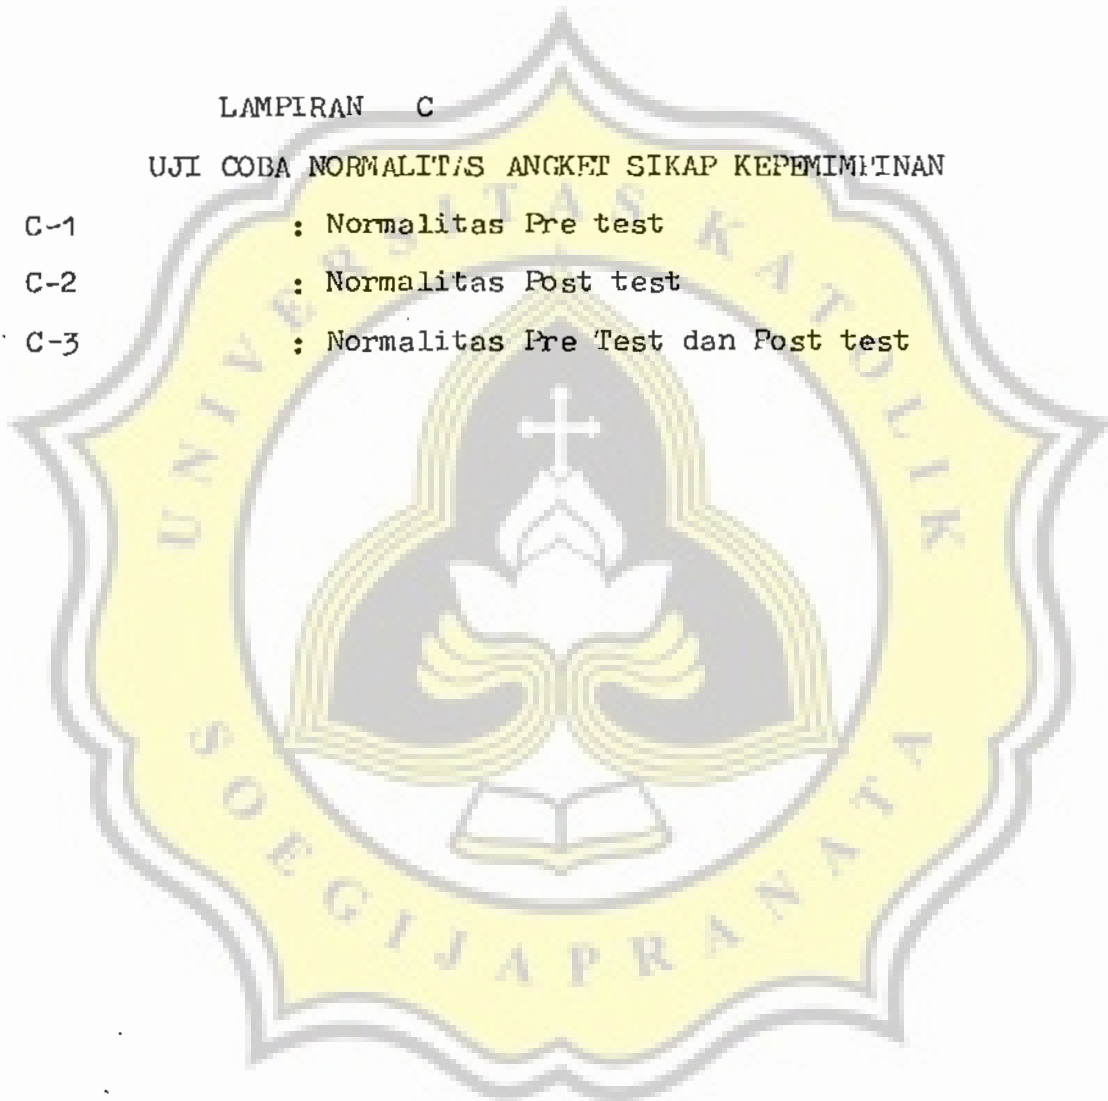 LAMPIRAN C
UJI COBA NORMALITAS ANGKET SIKAP KEPEMIMPINAN
C-1 : Normalitas Pre test
C-2 : Normalitas Post test
C-3 : Normalitas Pre Test dan Post test
UNIVERSITAS KATOLIK
SOEGIJAPRANATA